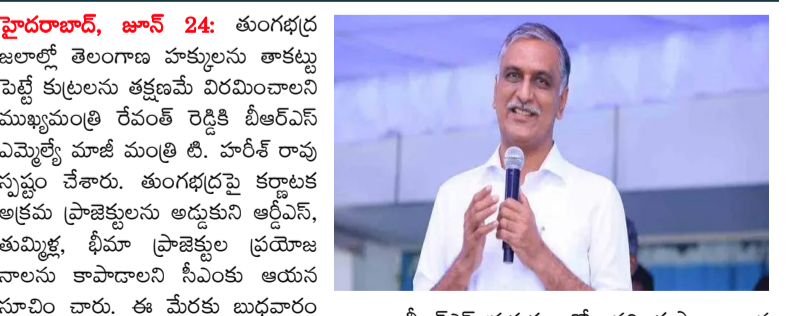 హైదరాబాద్, జూన్ 24: తుంగభద్ర
జలాల్లో తెలంగాణ హక్కులను తాకట్టు
పెట్టే కుట్రలను తక్షణమే విరమించాలని
ముఖ్యమంత్రి రేవంత్ రెడ్డికి బీఆర్ఎస్
ఎమ్మెల్యే మాజీ మంత్రి టి. హరీశ్ రావు
స్పష్టం చేశారు. తుంగభద్రపై కర్ణాటక
అక్రమ ప్రాజెక్టులను అడ్డుకుని ఆర్డీఎస్,
తుమ్మిళ్ల, భీమా ప్రాజెక్టుల ప్రయోజ
నాలను కాపాడాలని సీఎంకు ఆయన
సూచిం చారు. ఈ మేరకు బుధవారం